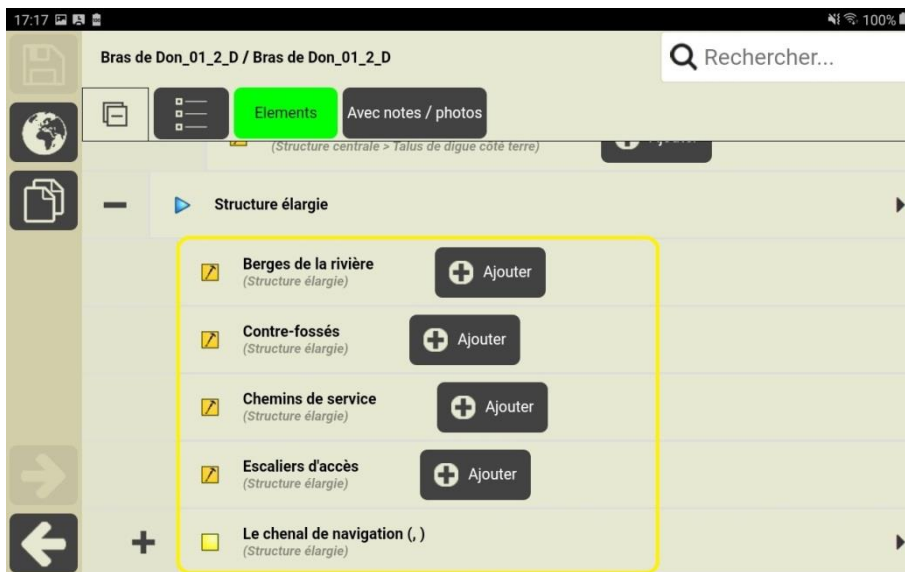 17:17 100%
Bras de Don_01_2_D / Bras de Don_01_2_D
Rechercher...
Elements
Avec notes / photos
(Structure centrale > Talus de digue côté terre)
Structure élargie
Berges de la rivière
(Structure élargie)
Ajouter
Contre-fossés
(Structure élargie)
Ajouter
Chemins de service
(Structure élargie)
Ajouter
Escaliers d'accès
(Structure élargie)
Ajouter
Le chenal de navigation (, )
(Structure élargie)